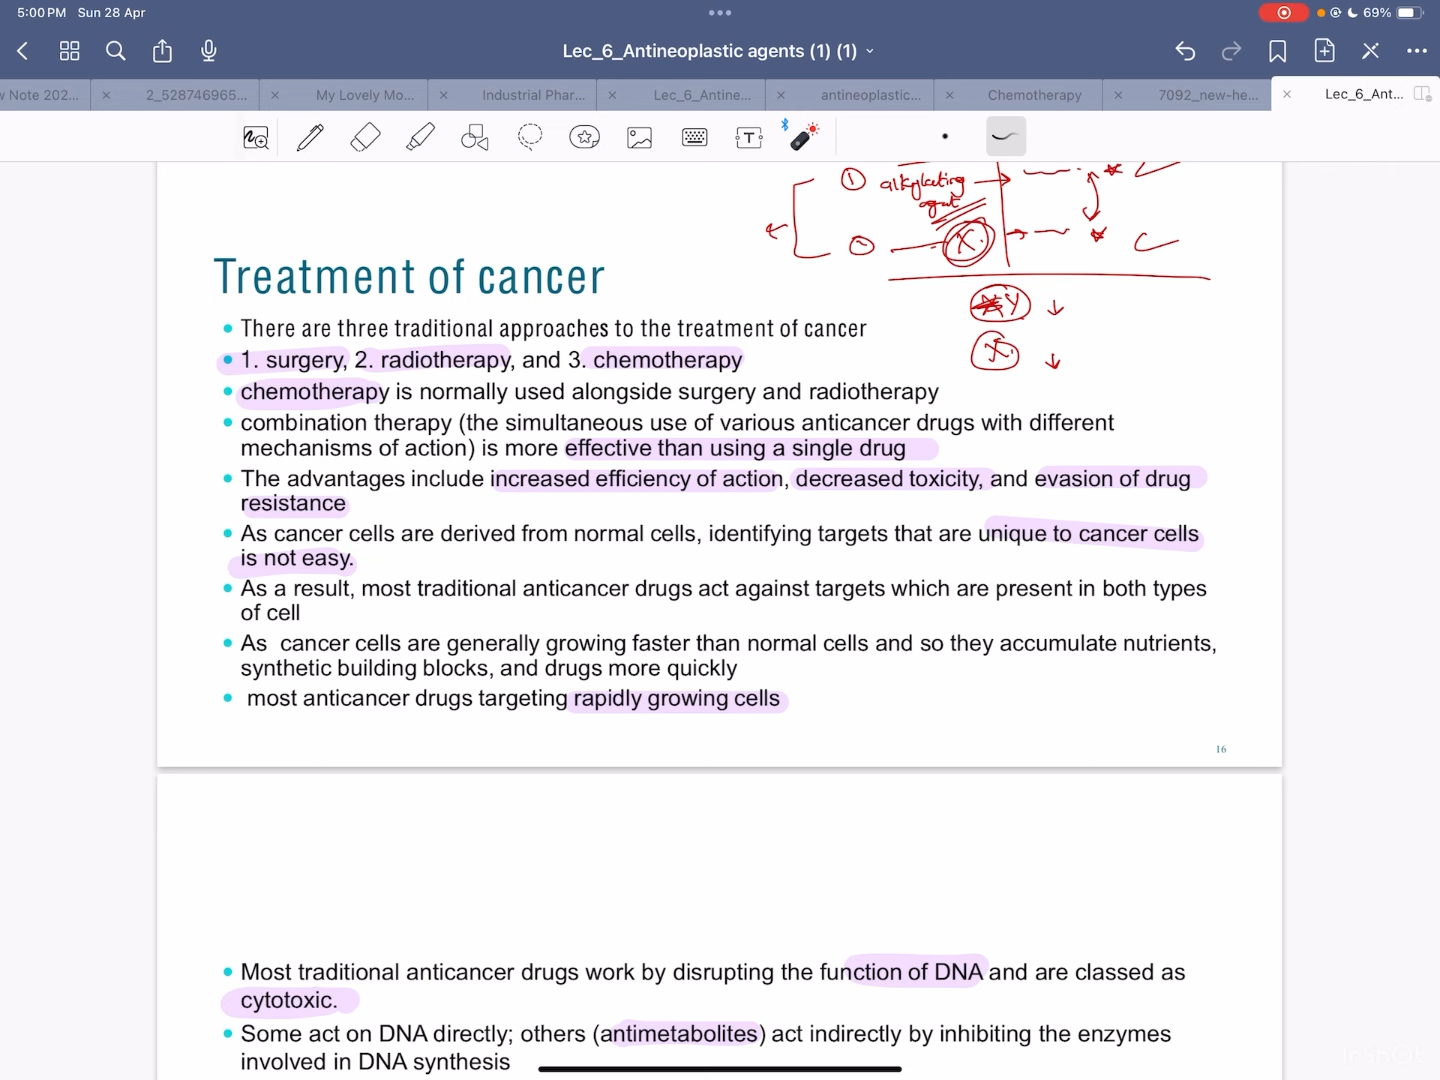 5:00 PM Sun 28 Apr
69%
Lec_6_Antineoplastic agents (1) (1)
w Note 202...
2_528746965...
My Lovely Mo...
Industrial Phar...
Lec_6_Antine...
antineoplastic...
Chemotherapy
7092_new-he...
Lec_6_Ant...
1 alkylating
agent
X
Y
X
Treatment of cancer
• There are three traditional approaches to the treatment of cancer
• 1. surgery, 2. radiotherapy, and 3. chemotherapy
• chemotherapy is normally used alongside surgery and radiotherapy
• combination therapy (the simultaneous use of various anticancer drugs with different
mechanisms of action) is more effective than using a single drug
• The advantages include increased efficiency of action, decreased toxicity, and evasion of drug
resistance
• As cancer cells are derived from normal cells, identifying targets that are unique to cancer cells
is not easy.
• As a result, most traditional anticancer drugs act against targets which are present in both types
of cell
• As cancer cells are generally growing faster than normal cells and so they accumulate nutrients,
synthetic building blocks, and drugs more quickly
• most anticancer drugs targeting rapidly growing cells
16
• Most traditional anticancer drugs work by disrupting the function of DNA and are classed as
cytotoxic.
• Some act on DNA directly; others (antimetabolites) act indirectly by inhibiting the enzymes
involved in DNA synthesis